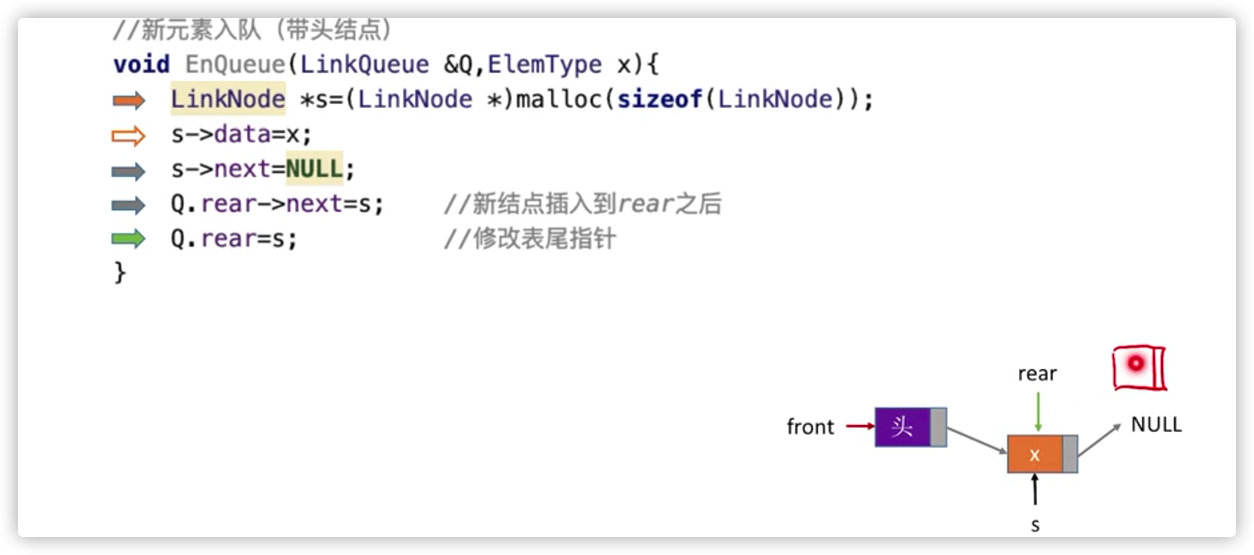 //新元素入队（带头结点）
void EnQueue(LinkQueue &Q,ElemType x){
LinkNode *s=(LinkNode *)malloc(sizeof(LinkNode));
s->data=x;
s->next=NULL;
Q.rear->next=s; //新结点插入到rear之后
Q.rear=s; //修改表尾指针
}
rear
front 头 NULL
x
s